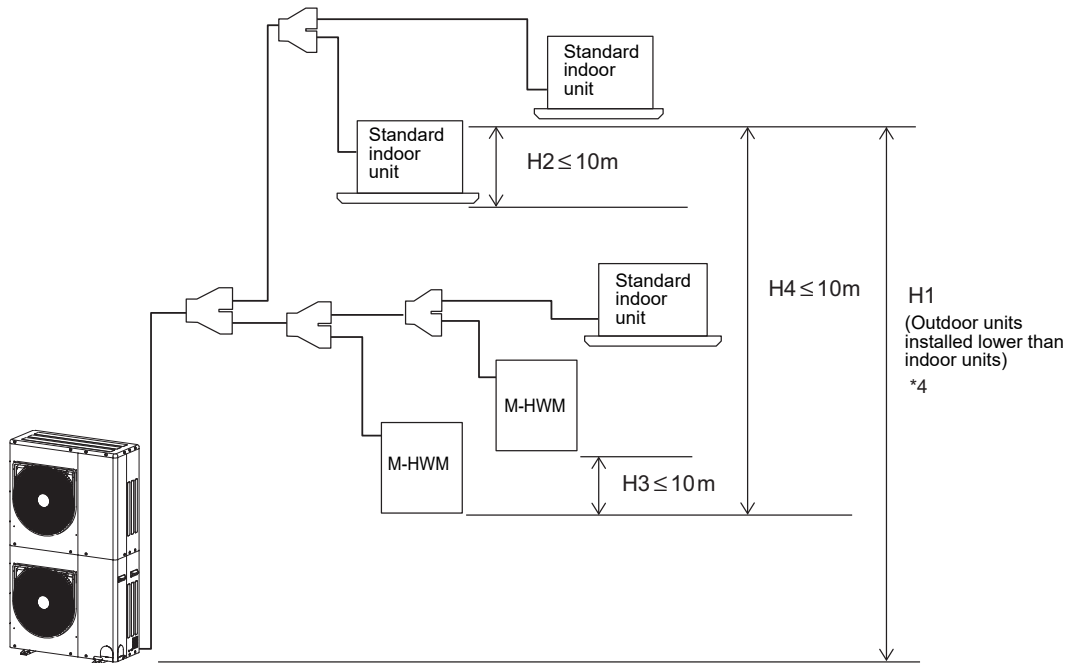 Standard
indoor
unit
Standard
indoor
unit
H2≦10m
Standard
indoor
unit
H4≦10m
H1
(Outdoor units
installed lower than
indoor units)
*4
M-HWM
M-HWM
H3≦10m